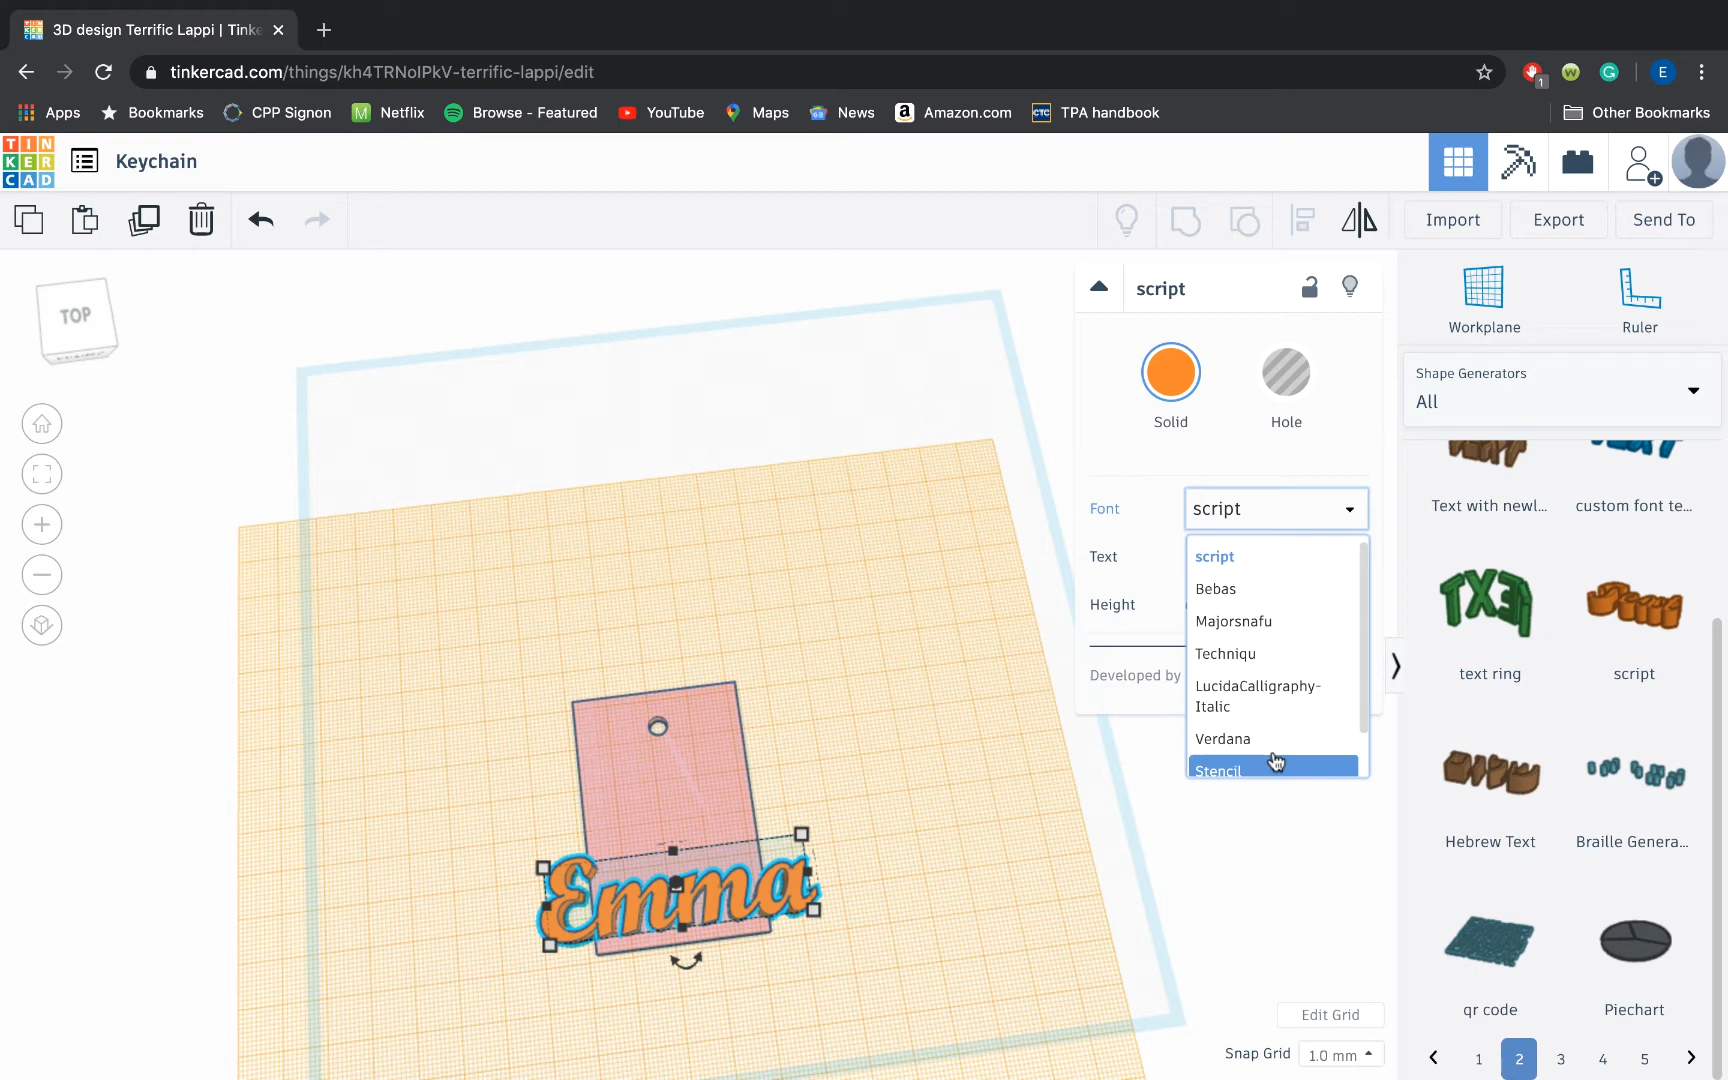 3D design Terrific Lappi | Tinke
tinkercad.com/things/kh4TRNoIPkV-terrific-lappi/edit
1
E
Apps
Bookmarks
CPP Signon
Netflix
Browse - Featured
YouTube
Maps
News
Amazon.com
TPA handbook
Other Bookmarks
TIN
KER
CAD
Keychain
Import
Export
Send To
TOP
script
Workplane
Ruler
Solid
Hole
Shape Generators
All
Font
script
Text
Height
Developed by
script
Bebas
Majorsnafu
Techniqu
LucidaCalligraphy-
Italic
Verdana
Stencil
Text with newl...
custom font te...
TEXT
text ring
script
Hebrew Text
Braille Genera...
qr code
Piechart
Emma
Edit Grid
Snap Grid
1.0 mm
1
2
3
4
5